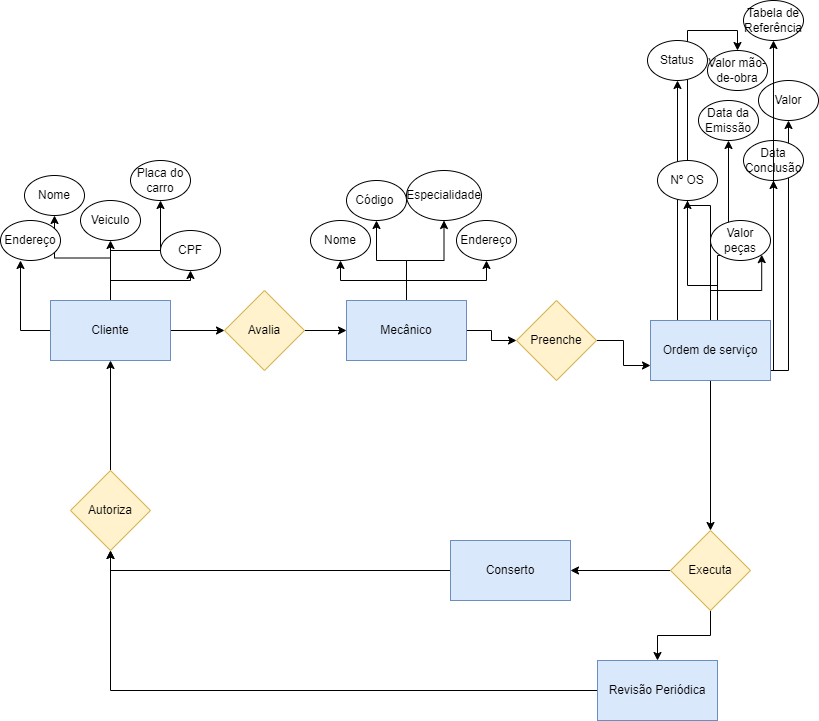 Tabela de
Referência
Status
Valor mão-
de-obra
Valor
Data da
Emissão
Data
Conclusão
Nº OS
Valor
peças
Placa do
carro
Nome
Veiculo
Endereço
CPF
Código
Especialidade
Nome
Endereço
Cliente
Avalia
Mecânico
Preenche
Ordem de serviço
Autoriza
Conserto
Executa
Revisão Periódica